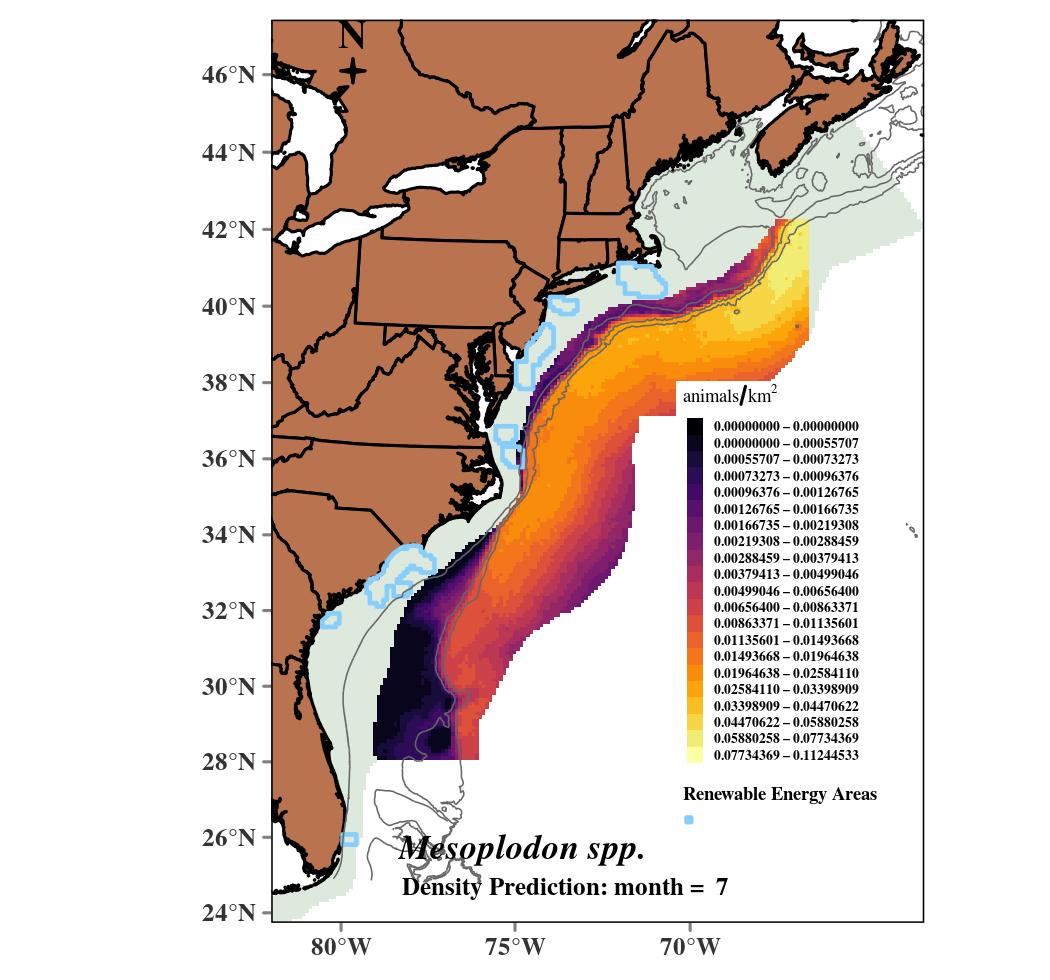 N
46°N
44°N
42°N
40°N
38°N
36°N
34°N
32°N
30°N
28°N
26°N
24°N
80°W
75°W
70°W
animals/km2
0.00000000 – 0.00000000
0.00000000 – 0.00055707
0.00055707 – 0.00073273
0.00073273 – 0.00096376
0.00096376 – 0.00126765
0.00126765 – 0.00166735
0.00166735 – 0.00219308
0.00219308 – 0.00288459
0.00288459 – 0.00379413
0.00379413 – 0.00499046
0.00499046 – 0.00656400
0.00656400 – 0.00863371
0.00863371 – 0.01135601
0.01135601 – 0.01493668
0.01493668 – 0.01964638
0.01964638 – 0.02584110
0.02584110 – 0.03398909
0.03398909 – 0.04470622
0.04470622 – 0.05880258
0.05880258 – 0.07734369
0.07734369 – 0.11244533
Renewable Energy Areas
Mesoplodon spp.
Density Prediction: month = 7